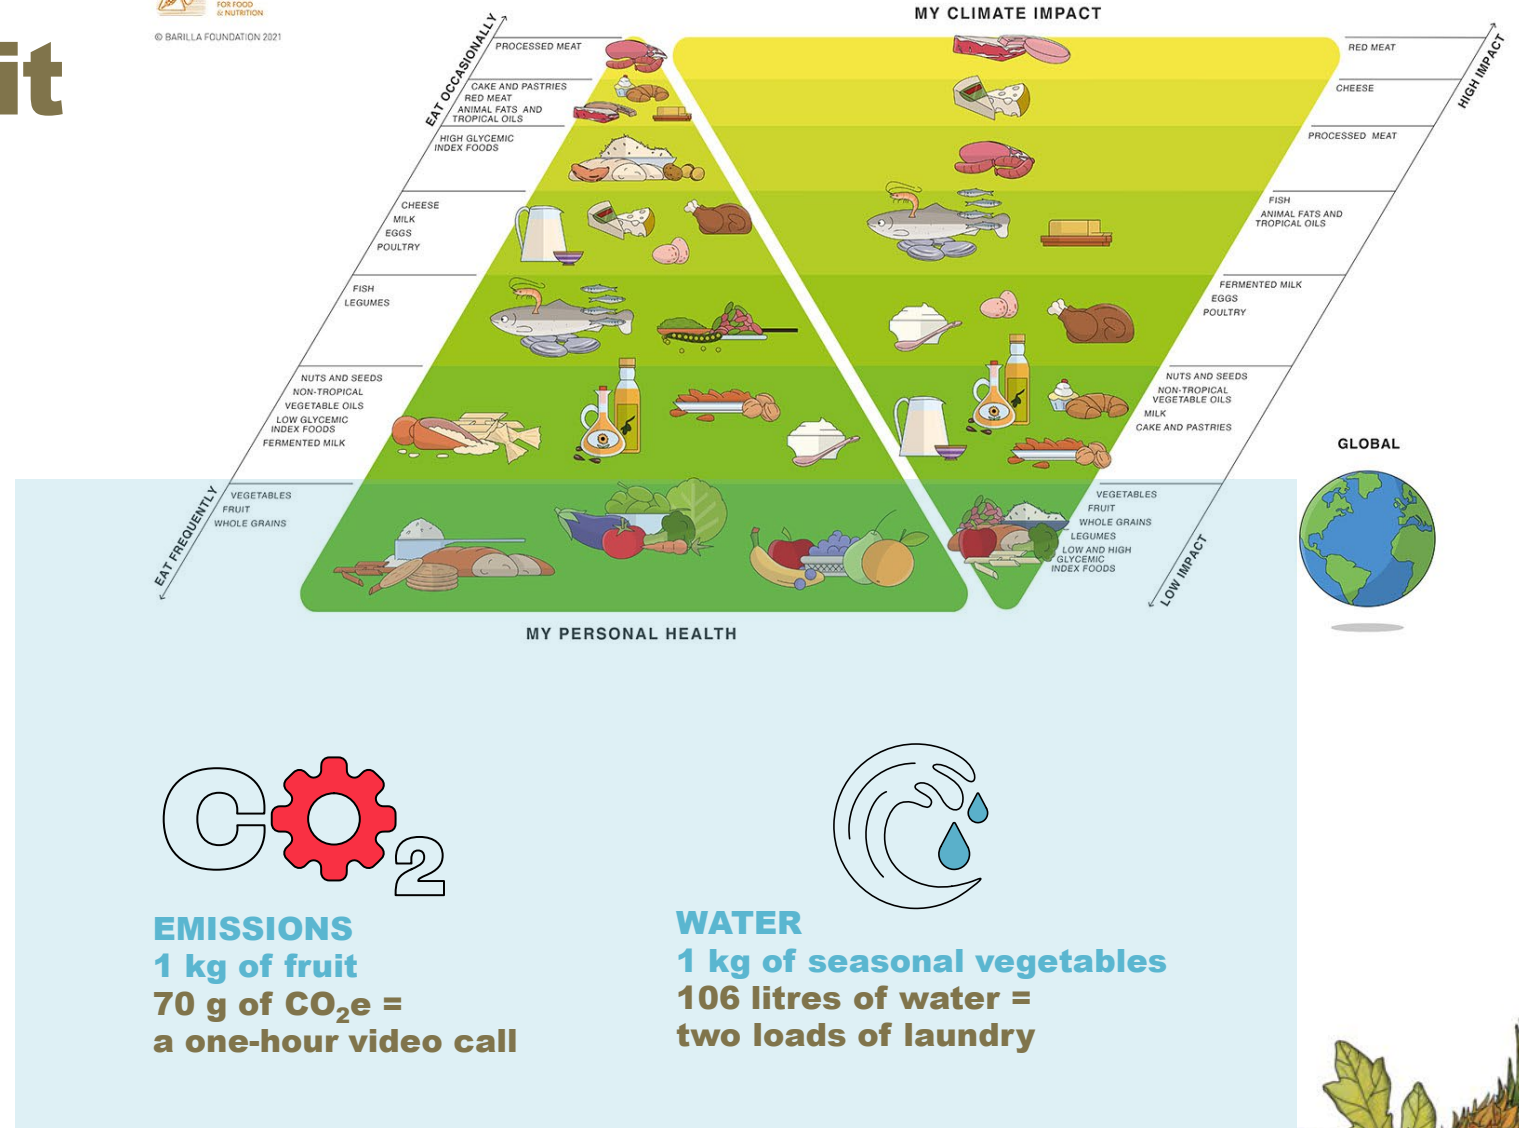 it
FOR FOOD
& NUTRITION
© BARILLA FOUNDATION 2021
MY CLIMATE IMPACT
EAT OCCASIONALLY
PROCESSED MEAT
CAKE AND PASTRIES
RED MEAT
ANIMAL FATS AND
TROPICAL OILS
HIGH GLYCEMIC
INDEX FOODS
CHEESE
MILK
EGGS
POULTRY
FISH
LEGUMES
NUTS AND SEEDS
NON-TROPICAL
VEGETABLE OILS
LOW GLYCEMIC
INDEX FOODS
FERMENTED MILK
VEGETABLES
FRUIT
WHOLE GRAINS
EAT FREQUENTLY
MY PERSONAL HEALTH
HIGH IMPACT
RED MEAT
CHEESE
PROCESSED MEAT
FISH
ANIMAL FATS AND
TROPICAL OILS
FERMENTED MILK
EGGS
POULTRY
NUTS AND SEEDS
NON-TROPICAL
VEGETABLE OILS
MILK
CAKE AND PASTRIES
VEGETABLES
FRUIT
WHOLE GRAINS
LEGUMES
LOW AND HIGH
GLYCEMIC
INDEX FOODS
LOW IMPACT
GLOBAL
CO2
EMISSIONS
1 kg of fruit
70 g of CO₂e =
a one-hour video call
WATER
1 kg of seasonal vegetables
106 litres of water =
two loads of laundry